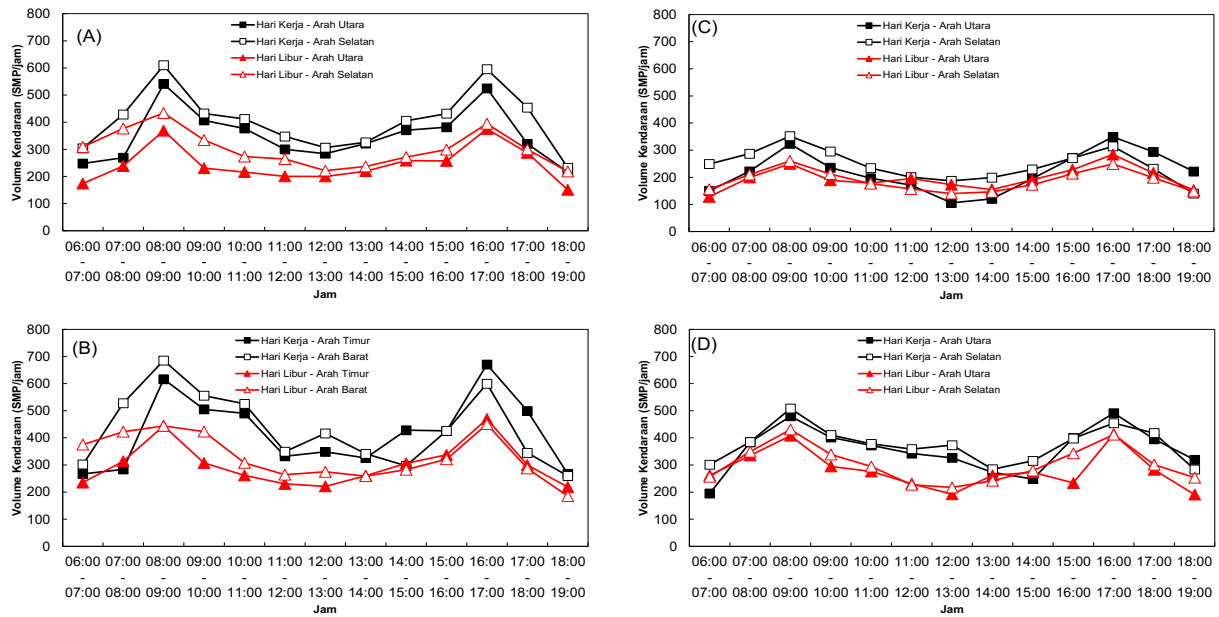 (A)
Volume Kendaraan (SMP/jam)
800
700
600
500
400
300
200
100
0
Hari Kerja - Arah Utara
Hari Kerja - Arah Selatan
Hari Libur - Arah Utara
Hari Libur - Arah Selatan
06:00 07:00 08:00 09:00 10:00 11:00 12:00 13:00 14:00 15:00 16:00 17:00 18:00
- - - - - - - - - - - - -
07:00 08:00 09:00 10:00 11:00 12:00 13:00 14:00 15:00 16:00 17:00 18:00 19:00
Jam
(C)
Volume Kendaraan (SMP/jam)
800
700
600
500
400
300
200
100
0
Hari Kerja - Arah Utara
Hari Kerja - Arah Selatan
Hari Libur - Arah Utara
Hari Libur - Arah Selatan
06:00 07:00 08:00 09:00 10:00 11:00 12:00 13:00 14:00 15:00 16:00 17:00 18:00
- - - - - - - - - - - - -
07:00 08:00 09:00 10:00 11:00 12:00 13:00 14:00 15:00 16:00 17:00 18:00 19:00
Jam
(B)
Volume Kendaraan (SMP/jam)
800
700
600
500
400
300
200
100
0
Hari Kerja - Arah Timur
Hari Kerja - Arah Barat
Hari Libur - Arah Timur
Hari Libur - Arah Barat
06:00 07:00 08:00 09:00 10:00 11:00 12:00 13:00 14:00 15:00 16:00 17:00 18:00
- - - - - - - - - - - - -
07:00 08:00 09:00 10:00 11:00 12:00 13:00 14:00 15:00 16:00 17:00 18:00 19:00
Jam
(D)
Volume Kendaraan (SMP/jam)
800
700
600
500
400
300
200
100
0
Hari Kerja - Arah Utara
Hari Kerja - Arah Selatan
Hari Libur - Arah Utara
Hari Libur - Arah Selatan
06:00 07:00 08:00 09:00 10:00 11:00 12:00 13:00 14:00 15:00 16:00 17:00 18:00
- - - - - - - - - - - - -
07:00 08:00 09:00 10:00 11:00 12:00 13:00 14:00 15:00 16:00 17:00 18:00 19:00
Jam